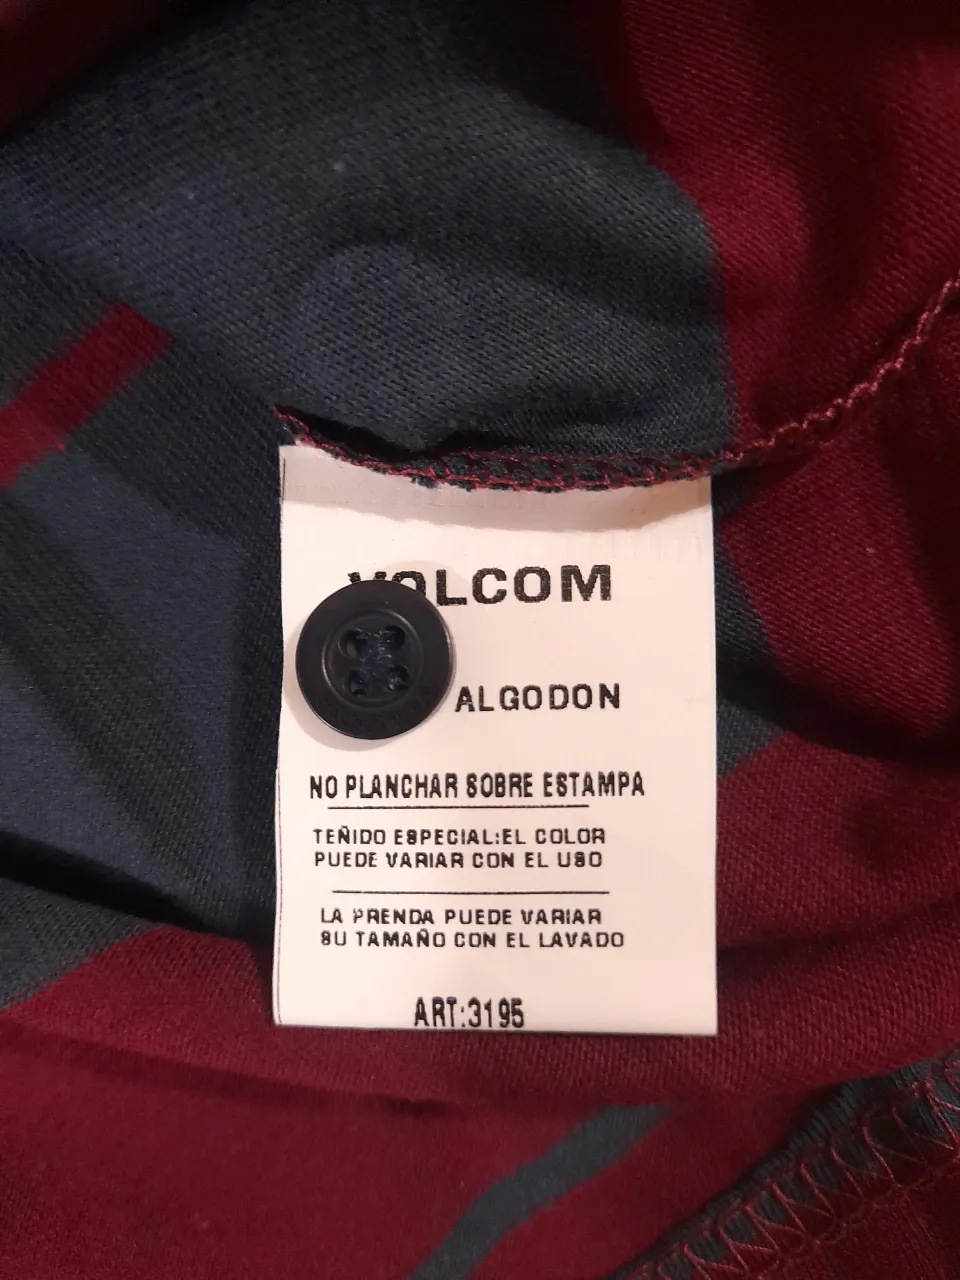 VOLCOM
ALGODON
NO PLANCHAR SOBRE ESTAMPA
TEÑIDO ESPECIAL:EL COLOR
PUEDE VARIAR CON EL USO
LA PRENDA PUEDE VARIAR
SU TAMAÑO CON EL LAVADO
ART:3195